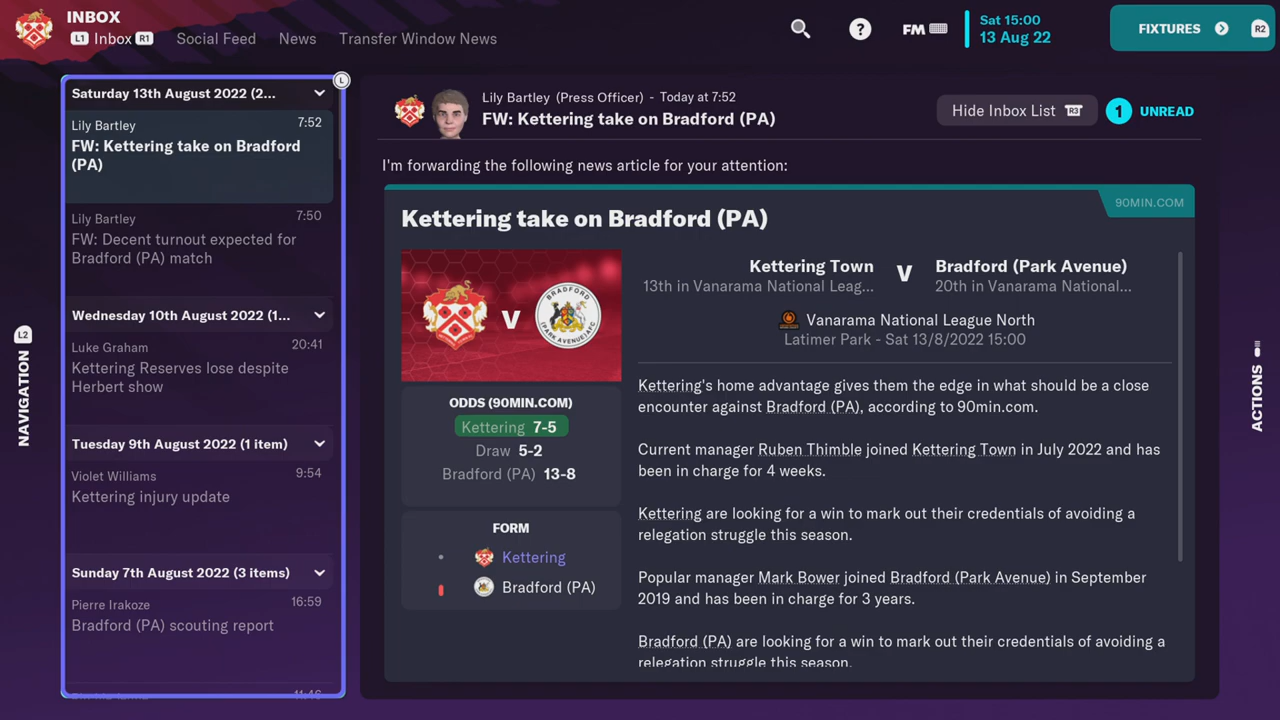 INBOX
L1 Inbox R1 Social Feed News Transfer Window News
FM
Sat 15:00
13 Aug 22
FIXTURES
R2
L
Saturday 13th August 2022 (2...
Lily Bartley 7:52
FW: Kettering take on Bradford
(PA)
Lily Bartley 7:50
FW: Decent turnout expected for
Bradford (PA) match
Wednesday 10th August 2022 (1...
Luke Graham 20:41
Kettering Reserves lose despite
Herbert show
Tuesday 9th August 2022 (1 item)
Violet Williams 9:54
Kettering injury update
Sunday 7th August 2022 (3 items)
Pierre Irakoze 16:59
Bradford (PA) scouting report
11:46
L2
NAVIGATION
Lily Bartley (Press Officer) - Today at 7:52
FW: Kettering take on Bradford (PA)
Hide Inbox List R3
1 UNREAD
I'm forwarding the following news article for your attention:
90MIN.COM
Kettering take on Bradford (PA)
V
BRADFORD
(PARK AVENUE) AFC
ODDS (90MIN.COM)
Kettering 7-5
Draw 5-2
Bradford (PA) 13-8
FORM
Kettering
Bradford (PA)
Kettering Town V Bradford (Park Avenue)
13th in Vanarama National Leag... 20th in Vanarama National...
Vanarama National League North
Latimer Park - Sat 13/8/2022 15:00
Kettering's home advantage gives them the edge in what should be a close
encounter against Bradford (PA), according to 90min.com.
Current manager Ruben Thimble joined Kettering Town in July 2022 and has
been in charge for 4 weeks.
Kettering are looking for a win to mark out their credentials of avoiding a
relegation struggle this season.
Popular manager Mark Bower joined Bradford (Park Avenue) in September
2019 and has been in charge for 3 years.
Bradford (PA) are looking for a win to mark out their credentials of avoiding a
relegation struggle this season.
ACTIONS